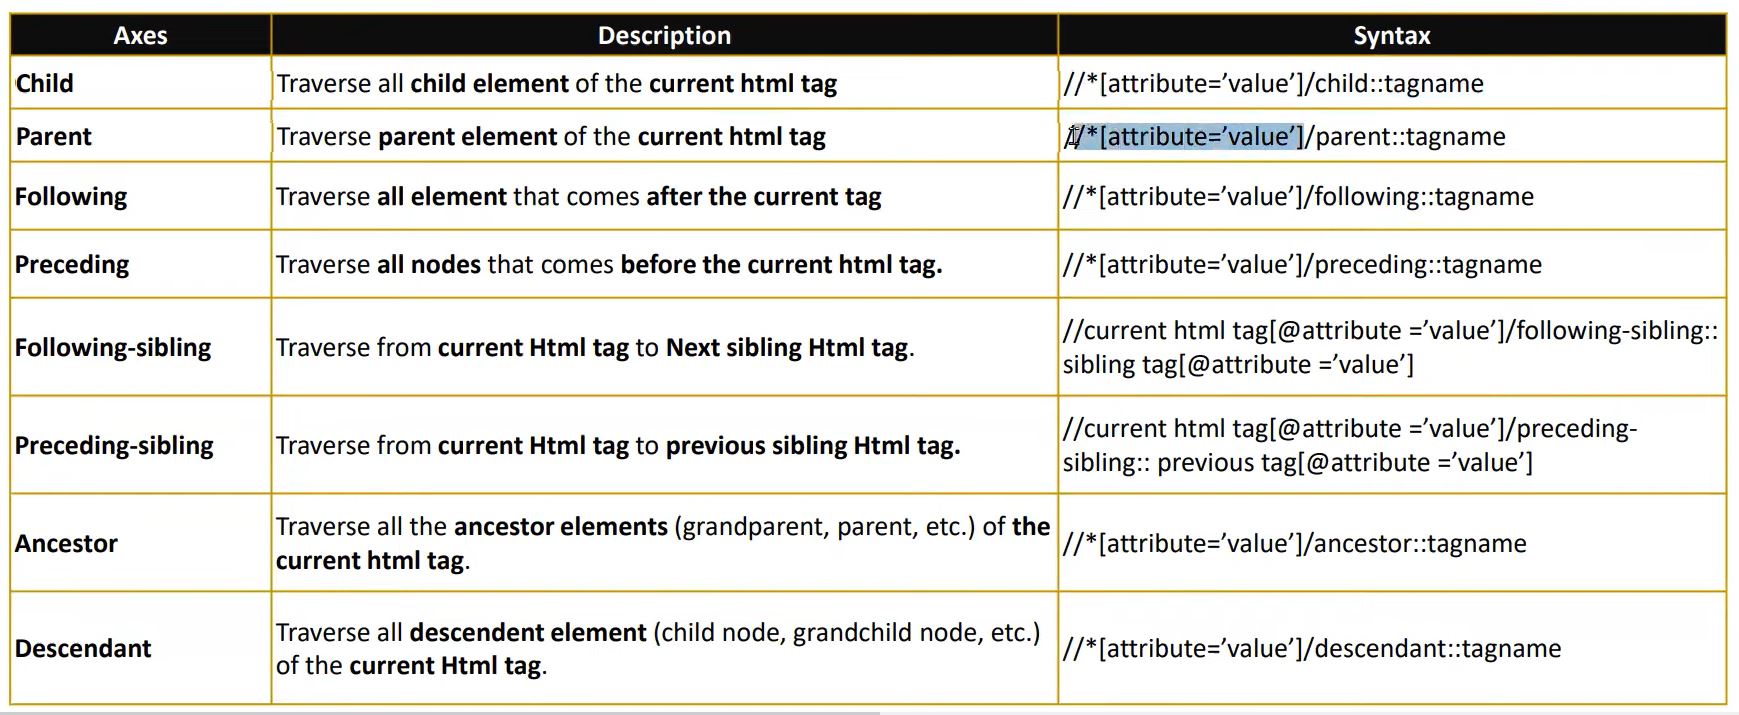 Axes Description Syntax
Child Traverse all child element of the current html tag //*[attribute=’value’]/child::tagname
Parent Traverse parent element of the current html tag //*[attribute=’value’]/parent::tagname
Following Traverse all element that comes after the current tag //*[attribute=’value’]/following::tagname
Preceding Traverse all nodes that comes before the current html tag. //*[attribute=’value’]/preceding::tagname
Following-sibling Traverse from current Html tag to Next sibling Html tag. //current html tag[@attribute =’value’]/following-sibling::
sibling tag[@attribute =’value’]
Preceding-sibling Traverse from current Html tag to previous sibling Html tag. //current html tag[@attribute =’value’]/preceding-
sibling:: previous tag[@attribute =’value’]
Ancestor Traverse all the ancestor elements (grandparent, parent, etc.) of the
current html tag. //*[attribute=’value’]/ancestor::tagname
Descendant Traverse all descendent element (child node, grandchild node, etc.)
of the current Html tag. //*[attribute=’value’]/descendant::tagname